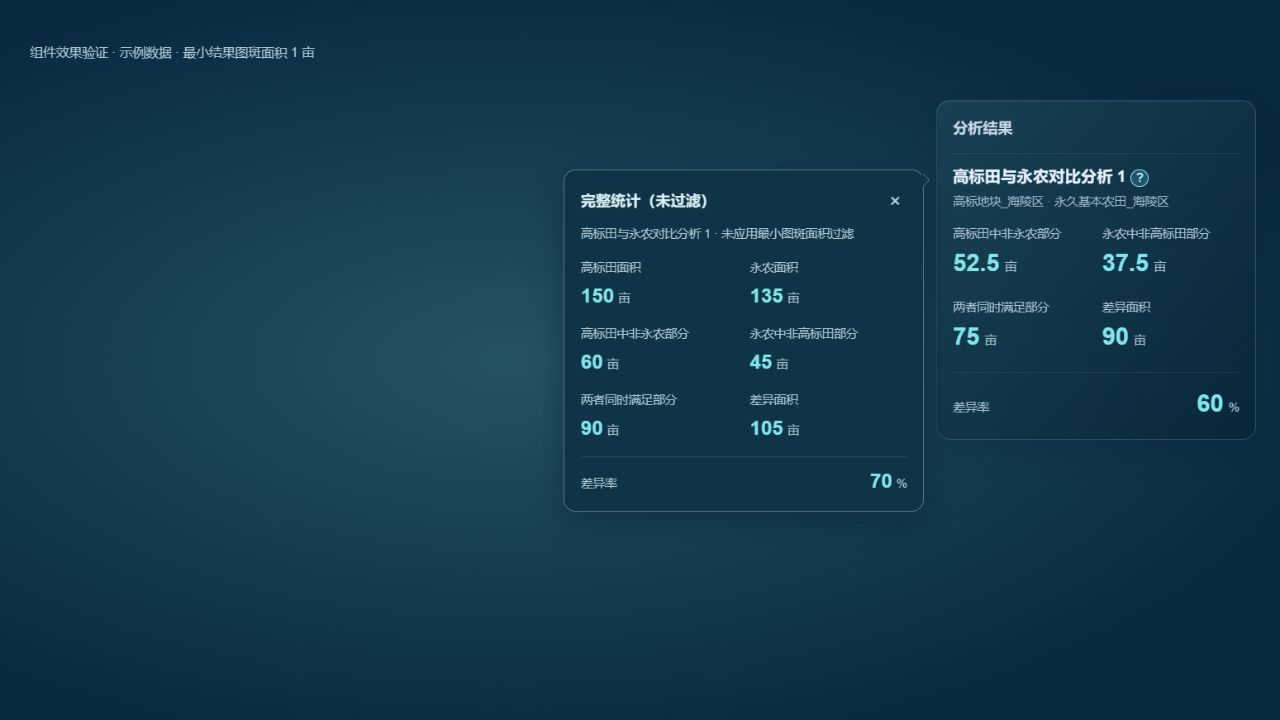 组件效果验证 · 示例数据 · 最小结果图斑面积 1 亩
分析结果
高标田与永农对比分析 1 ?
高标地块_海陵区 · 永久基本农田_海陵区
高标田中非永农部分 永农中非高标田部分
52.5 亩 37.5 亩
两者同时满足部分 差异面积
75 亩 90 亩
差异率 60 %
完整统计（未过滤） ×
高标田与永农对比分析 1 · 未应用最小图斑面积过滤
高标田面积 永农面积
150 亩 135 亩
高标田中非永农部分 永农中非高标田部分
60 亩 45 亩
两者同时满足部分 差异面积
90 亩 105 亩
差异率 70 %